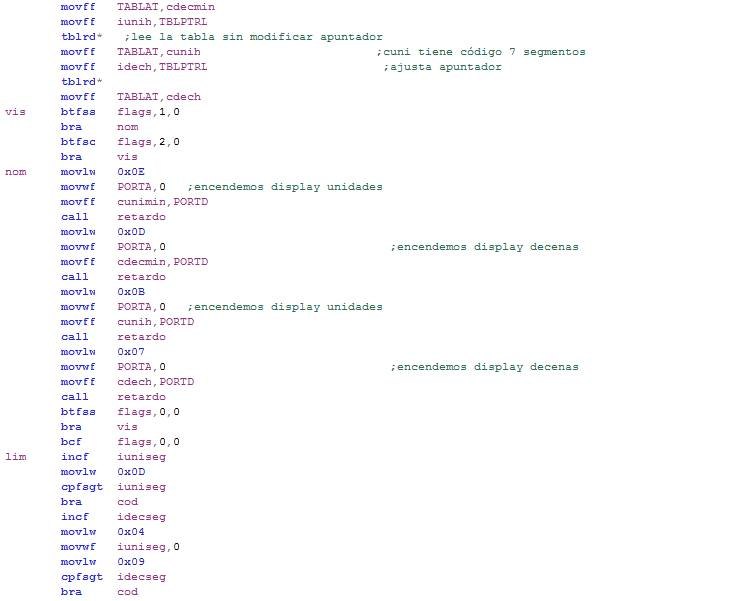 movff TABLAT,cdecmin
movff iunih,TBLPTRL
tblrd* ;lee la tabla sin modificar apuntador
movff TABLAT,cunih ;cuni tiene código 7 segmentos
movff idech,TBLPTRL ;ajusta apuntador
tblrd*
movff TABLAT,cdech
vis btfss flags,1,0
bra nom
btfsc flags,2,0
bra vis
nom movlw 0x0E
movwf PORTA,0 ;encendemos display unidades
movff cunimin,PORTD
call retardo
movlw 0x0D
movwf PORTA,0 ;encendemos display decenas
movff cdecmin,PORTD
call retardo
movlw 0x0B
movwf PORTA,0 ;encendemos display unidades
movff cunih,PORTD
call retardo
movlw 0x07
movwf PORTA,0 ;encendemos display decenas
movff cdech,PORTD
call retardo
btfss flags,0,0
bra vis
bcf flags,0,0
lim incf iuniseg
movlw 0x0D
cpfsgt iuniseg
bra cod
incf idecseg
movlw 0x04
movwf iuniseg,0
movlw 0x09
cpfsgt idecseg
bra cod